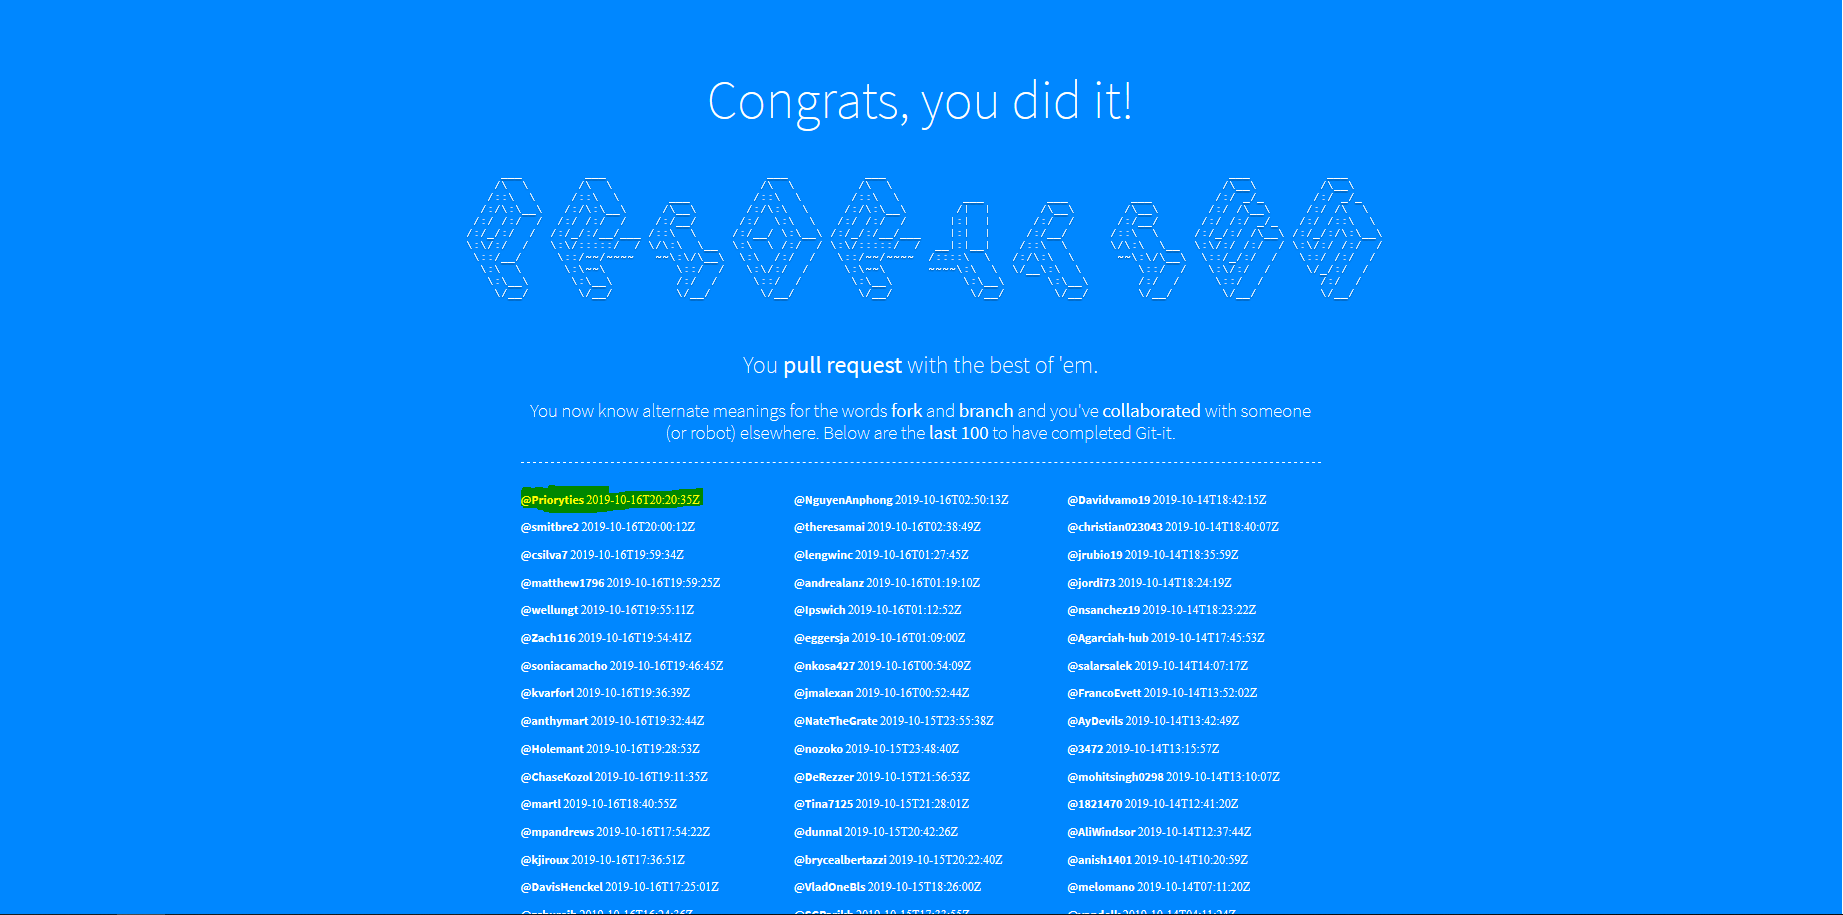 Congrats, you did it!
You pull request with the best of 'em.
You now know alternate meanings for the words fork and branch and you've collaborated with someone
(or robot) elsewhere. Below are the last 100 to have completed Git-it.
@Prioryties 2019-10-16T20:20:35Z
@smitbre2 2019-10-16T20:00:12Z
@csilva7 2019-10-16T19:59:34Z
@matthew1796 2019-10-16T19:59:25Z
@wellungt 2019-10-16T19:55:11Z
@Zach116 2019-10-16T19:54:41Z
@soniacamacho 2019-10-16T19:46:45Z
@kvarforl 2019-10-16T19:36:39Z
@anthymart 2019-10-16T19:32:44Z
@Holemant 2019-10-16T19:28:53Z
@ChaseKozol 2019-10-16T19:11:35Z
@martl 2019-10-16T18:40:55Z
@mpandrews 2019-10-16T17:54:22Z
@kjiroux 2019-10-16T17:36:51Z
@DavisHenckel 2019-10-16T17:25:01Z
@NguyenAnphong 2019-10-16T02:50:13Z
@theresamai 2019-10-16T02:38:49Z
@lengwinc 2019-10-16T01:27:45Z
@andrealanz 2019-10-16T01:19:10Z
@Ipswich 2019-10-16T01:12:52Z
@eggersja 2019-10-16T01:09:00Z
@nkosa427 2019-10-16T00:54:09Z
@jmalexan 2019-10-16T00:52:44Z
@NateTheGrate 2019-10-15T23:55:38Z
@nozoko 2019-10-15T23:48:40Z
@DeRezzer 2019-10-15T21:56:53Z
@Tina7125 2019-10-15T21:28:01Z
@dunnal 2019-10-15T20:42:26Z
@brycealbertazzi 2019-10-15T20:22:40Z
@VladOneBls 2019-10-15T18:26:00Z
@Davidvamo19 2019-10-14T18:42:15Z
@christian023043 2019-10-14T18:40:07Z
@jrubio19 2019-10-14T18:35:59Z
@jordi73 2019-10-14T18:24:19Z
@nsanchez19 2019-10-14T18:23:22Z
@Agarciah-hub 2019-10-14T17:45:53Z
@salarsalek 2019-10-14T14:07:17Z
@FrancoEvett 2019-10-14T13:52:02Z
@AyDevils 2019-10-14T13:42:49Z
@3472 2019-10-14T13:15:57Z
@mohitsingh0298 2019-10-14T13:10:07Z
@1821470 2019-10-14T12:41:20Z
@AliWindsor 2019-10-14T12:37:44Z
@anish1401 2019-10-14T10:20:59Z
@melomano 2019-10-14T07:11:20Z